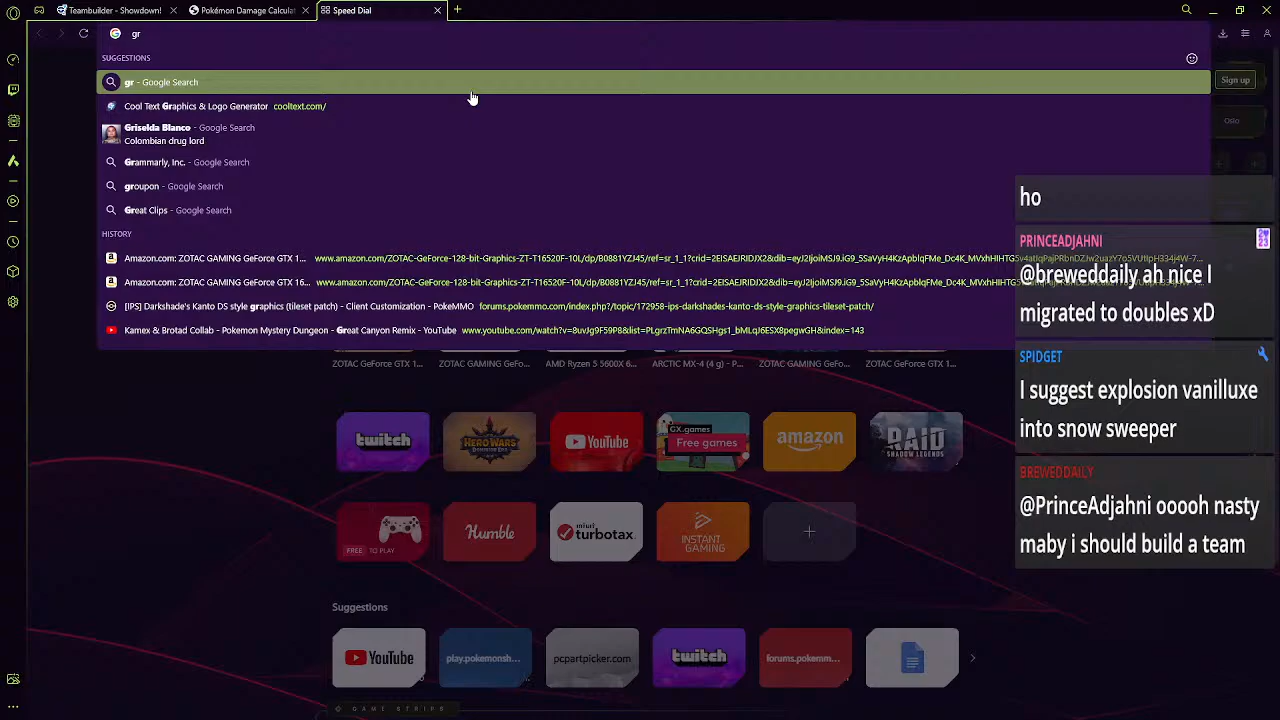 Teambuilder - Showdown!
Pokémon Damage Calcula
Speed Dial
gr
SUGGESTIONS
gr - Google Search
Cool Text Graphics & Logo Generator cooltext.com/
Griselda Blanco - Google Search
Colombian drug lord
Grammarly, Inc. - Google Search
groupon - Google Search
Great Clips - Google Search
HISTORY
Amazon.com: ZOTAC GAMING GeForce GTX 1...
Amazon.com: ZOTAC GAMING GeForce GTX 16...
[IPS] Darkshade's Kanto DS style graphics (tileset patch) - Client Customization - PokeMMO forums.pokemmo.com/index.php?/topic/172958-ips-darkshades-kanto-ds-style-graphics-tileset-patch/
Kamex & Brotad Collab - Pokemon Mystery Dungeon - Great Canyon Remix - YouTube
Sign up
Oslo
ho
PRINCEADJAHNI
@breweddaily ah nice I
migrated to doubles xD
SPIDGET
I suggest explosion vanilluxe
into snow sweeper
BREWEDDAILY
@PrinceAdjahni ooooh nasty
maby i should build a team
ZOTAC GeForce GTX 1...
ZOTAC GAMING GeFo...
AMD Ryzen 5 5600X 6...
ARCTIC MX-4 (4 g) - P...
ZOTAC GAMING GeFo...
ZOTAC GeForce GTX 1...
twitch
HERO WARS
YouTube
GX.games
Free games
amazon
RAID
SHADOW LEGENDS
FREE TO PLAY
Humble
intuit
turbotax.
INSTANT
GAMING
Suggestions
YouTube
play.pokemonsh...
pcpartpicker.com
twitch
forums.pokemm...
GAME STRIPS